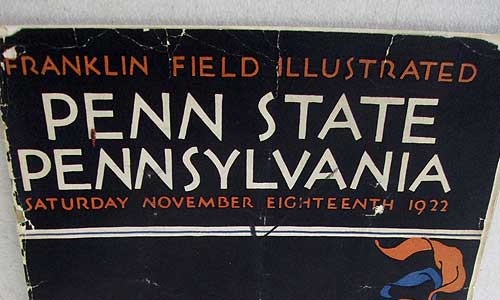 FRANKLIN FIELD ILLUSTRATED
PENN STATE
PENNSYLVANIA
SATURDAY NOVEMBER EIGHTEENTH 1922